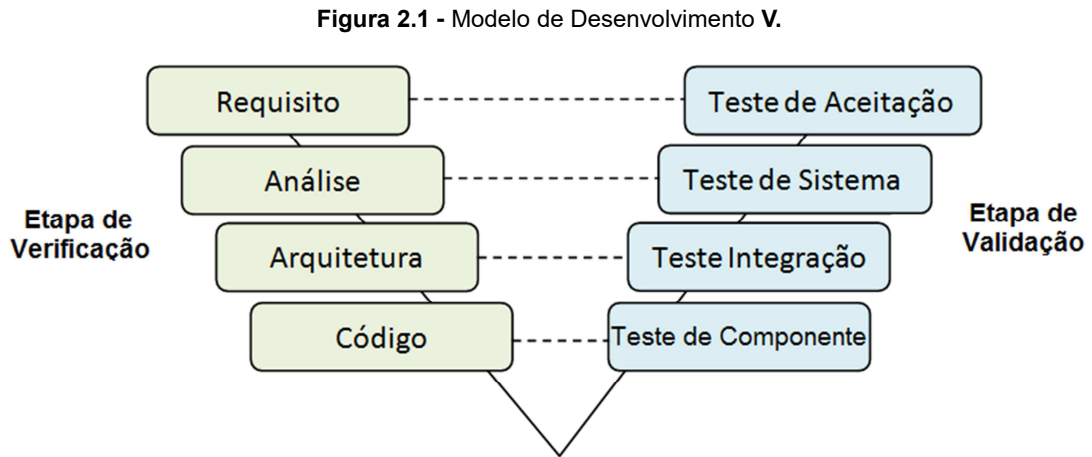 Figura 2.1 - Modelo de Desenvolvimento V.
Requisito
Teste de Aceitação
Análise
Teste de Sistema
Etapa de
Verificação
Etapa de
Validação
Arquitetura
Teste Integração
Código
Teste de Componente